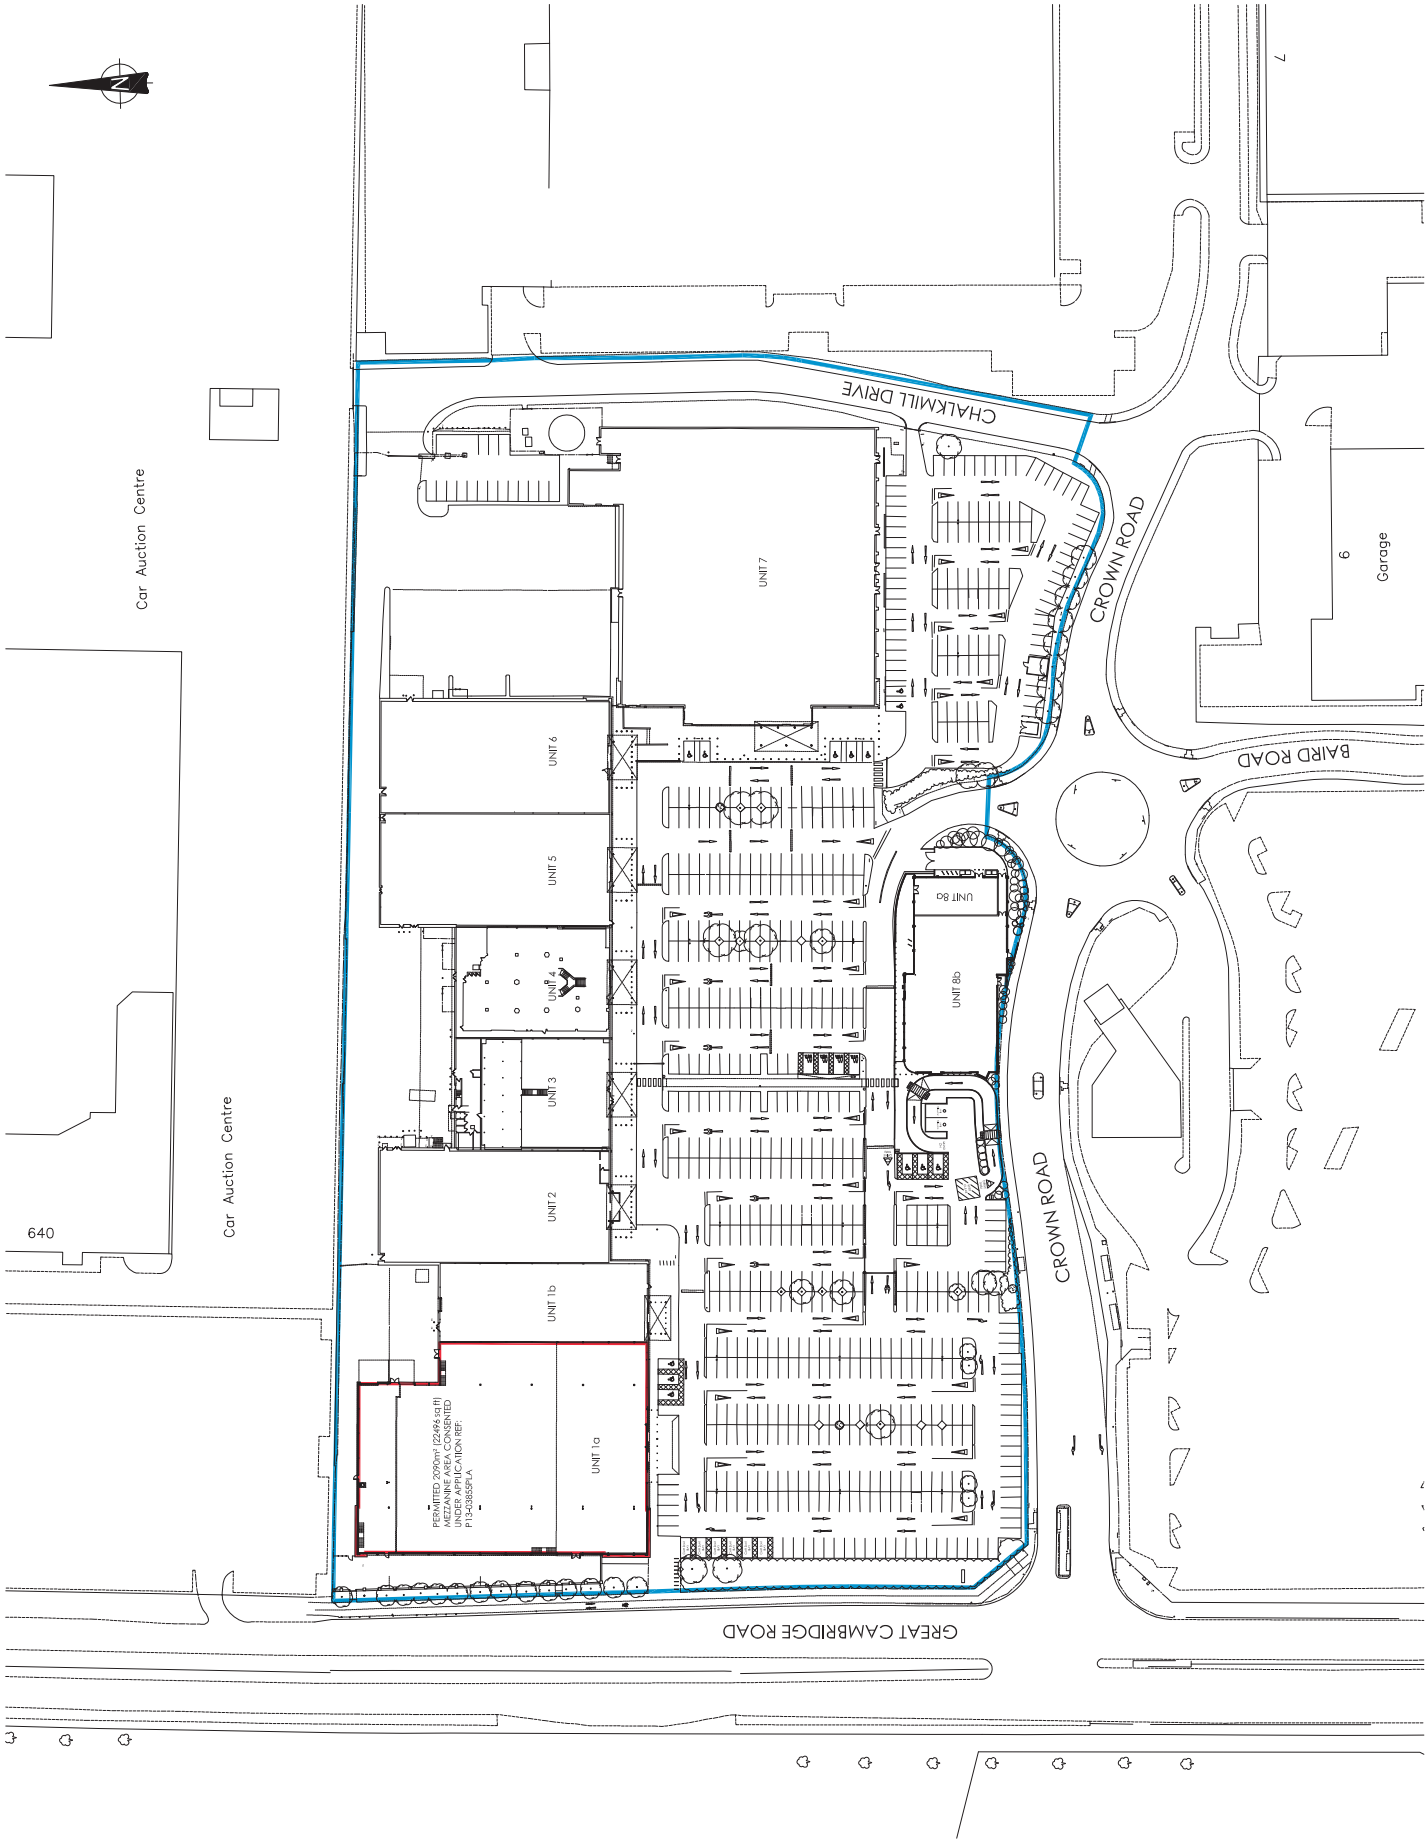 N
7
Car Auction Centre
CHALKMILL DRIVE
CROWN ROAD
6
Garage
UNIT 7
UNIT 6
BAIRD ROAD
UNIT 5
UNIT 8a
UNIT 4
UNIT 8b
UNIT 3
Car Auction Centre
640
UNIT 2
CROWN ROAD
UNIT 1b
PERMITTED 2090m² (22496 sq ft)
MEZZANINE AREA CONSENTED
UNDER APPLICATION REF:
P13-03855PLA
UNIT 1a
GREAT CAMBRIDGE ROAD